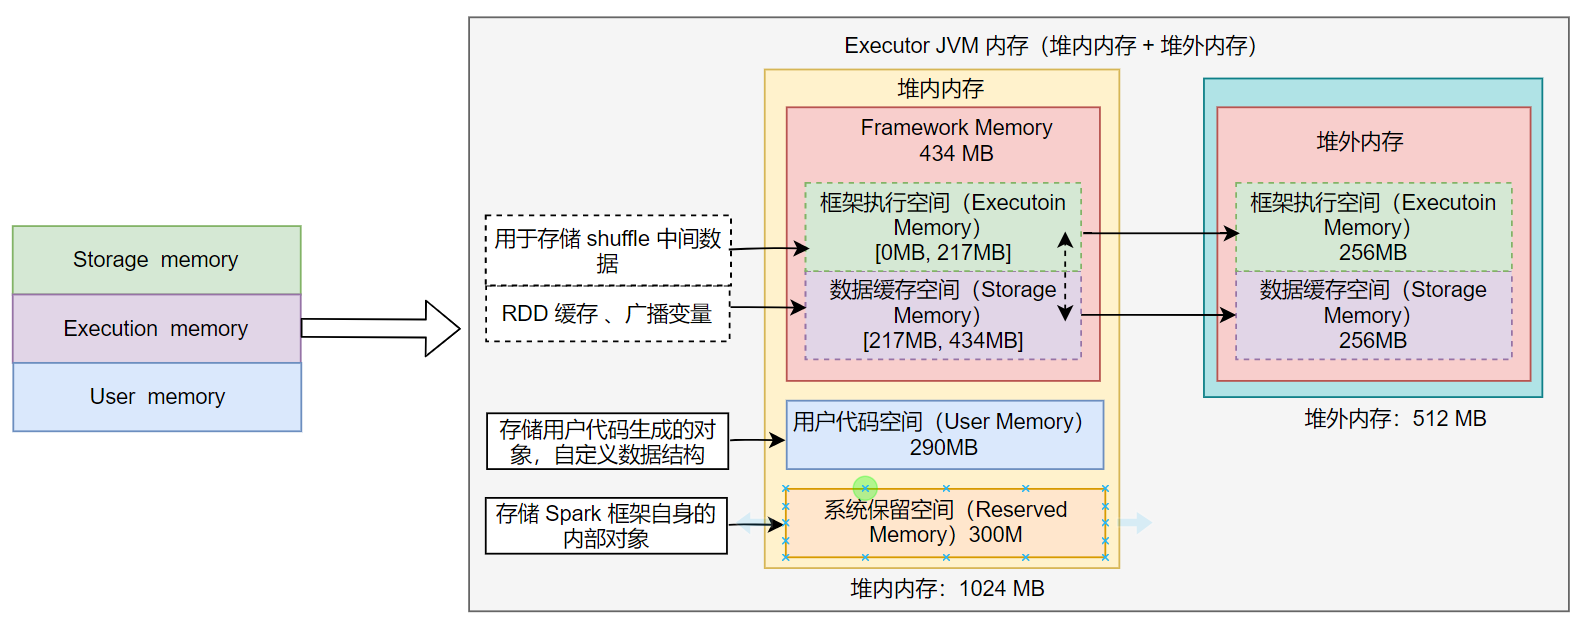 Executor JVM 内存（堆内内存 + 堆外内存）
堆内内存
Framework Memory
434 MB
框架执行空间（Executoin
Memory）
[0MB, 217MB]
数据缓存空间（Storage
Memory）
[217MB, 434MB]
用户代码空间（User Memory）
290MB
系统保留空间（Reserved
Memory）300M
堆内内存：1024 MB
堆外内存
框架执行空间（Executoin
Memory）
256MB
数据缓存空间（Storage
Memory）
256MB
堆外内存：512 MB
用于存储 shuffle 中间数
据
RDD 缓存 、广播变量
存储用户代码生成的对
象，自定义数据结构
存储 Spark 框架自身的
内部对象
Storage memory
Execution memory
User memory